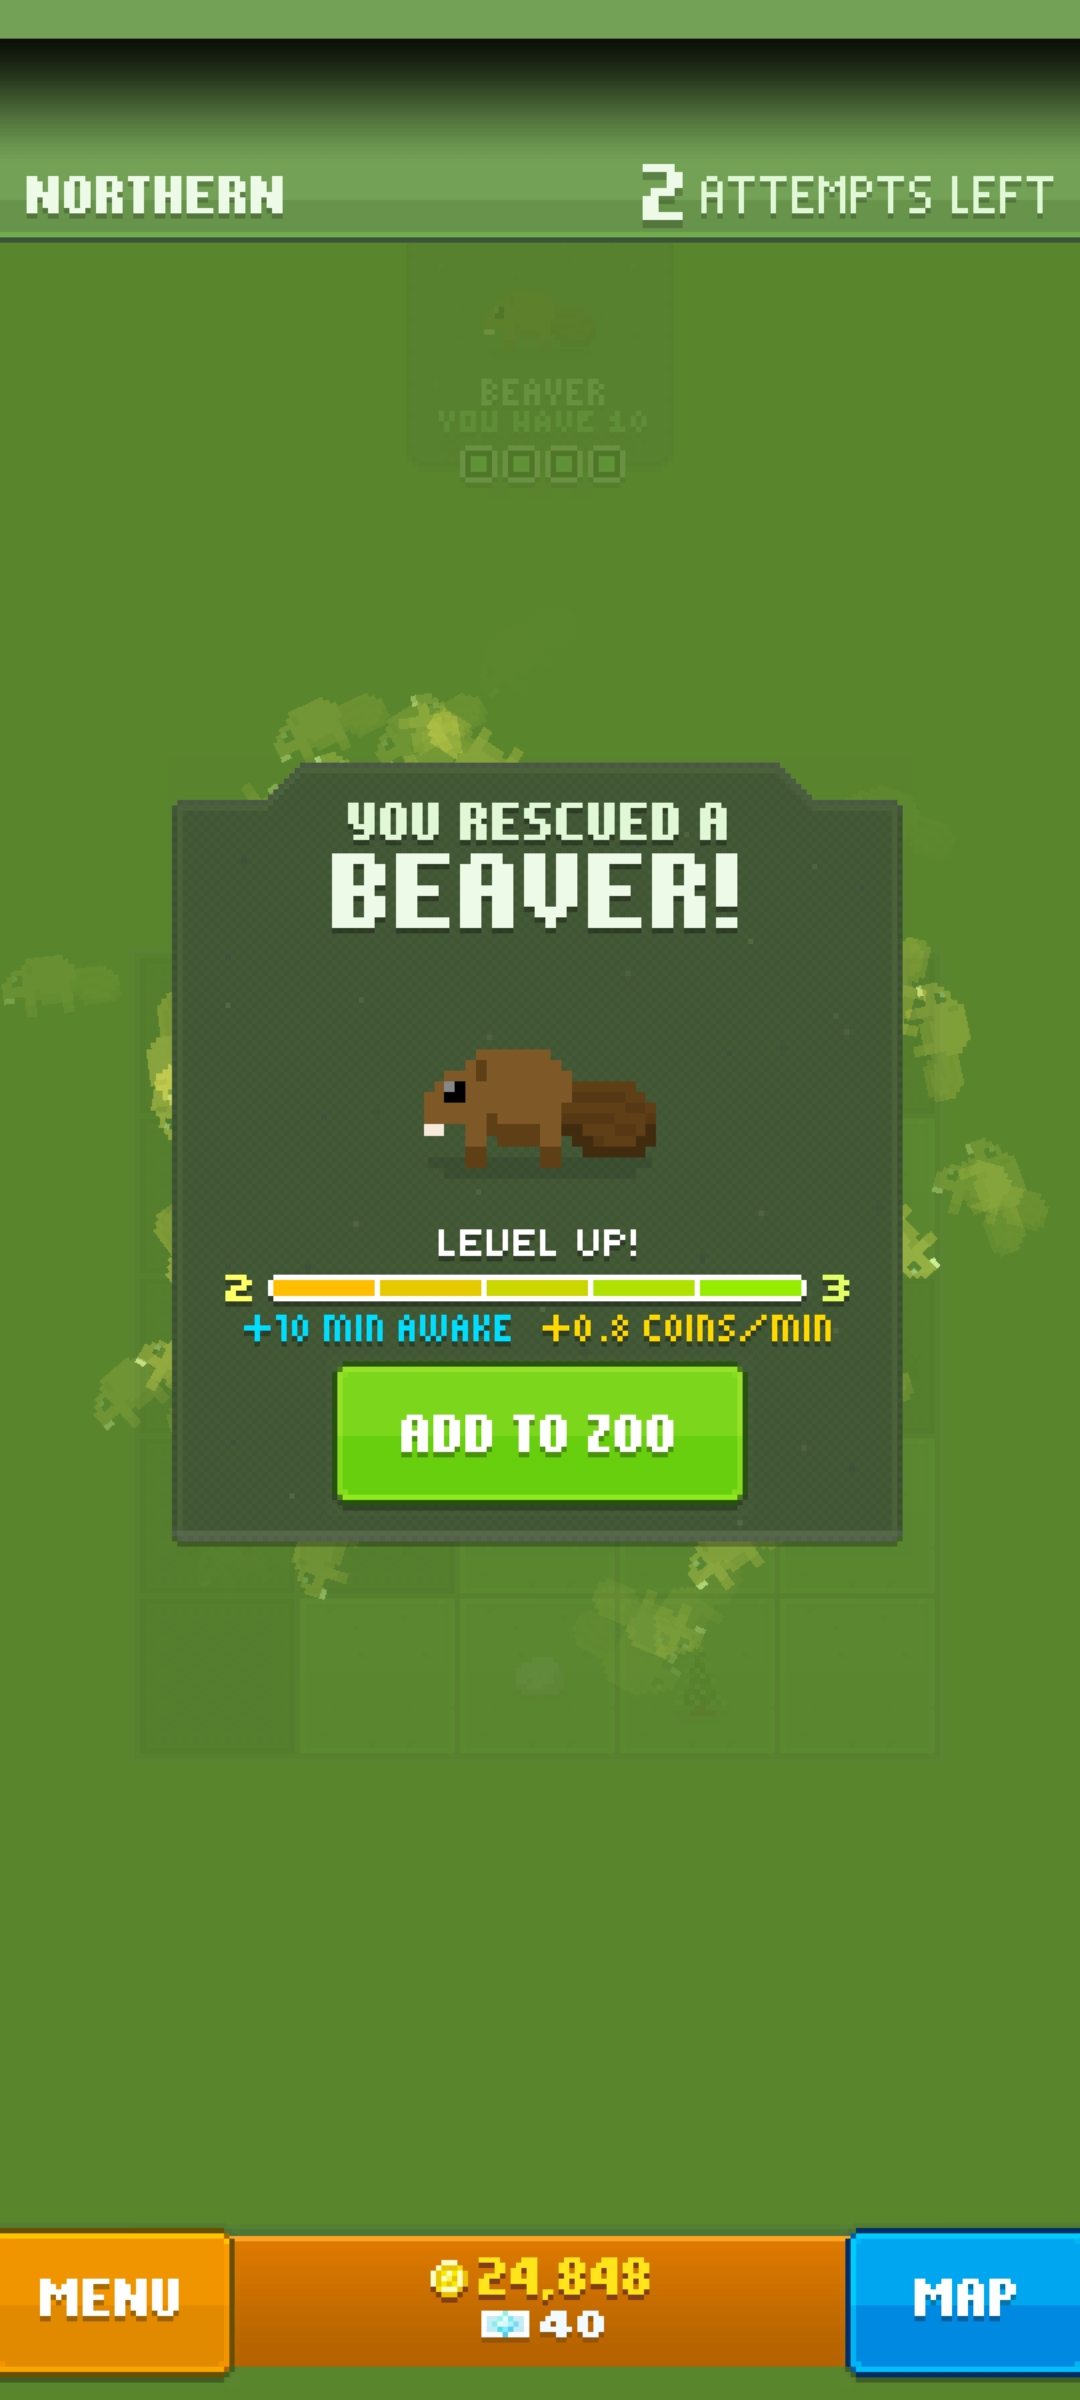 NORTHERN
2 ATTEMPTS LEFT
BEAVER
YOU HAVE 10
YOU RESCUED A
BEAVER!
LEVEL UP!
2 3
+10 MIN AWAKE +0.8 COINS/MIN
ADD TO ZOO
MENU
24,848
40
MAP